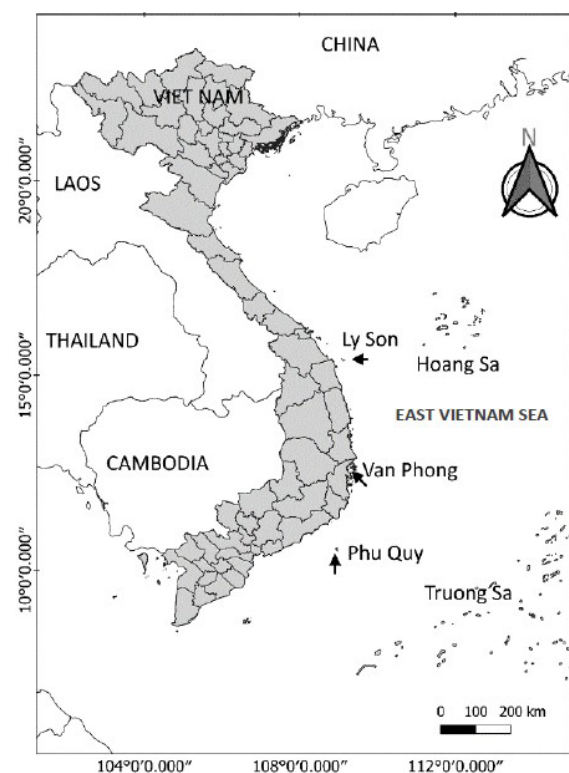 CHINA
VIET NAM
N
20°0'0.000"
LAOS
THAILAND
Ly Son
Hoang Sa
15°0'0.000"
EAST VIETNAM SEA
CAMBODIA
Van Phong
Phu Quy
10°0'0.000"
Truong Sa
0 100 200 km
104°0'0.000" 108°0'0.000" 112°0'0.000"